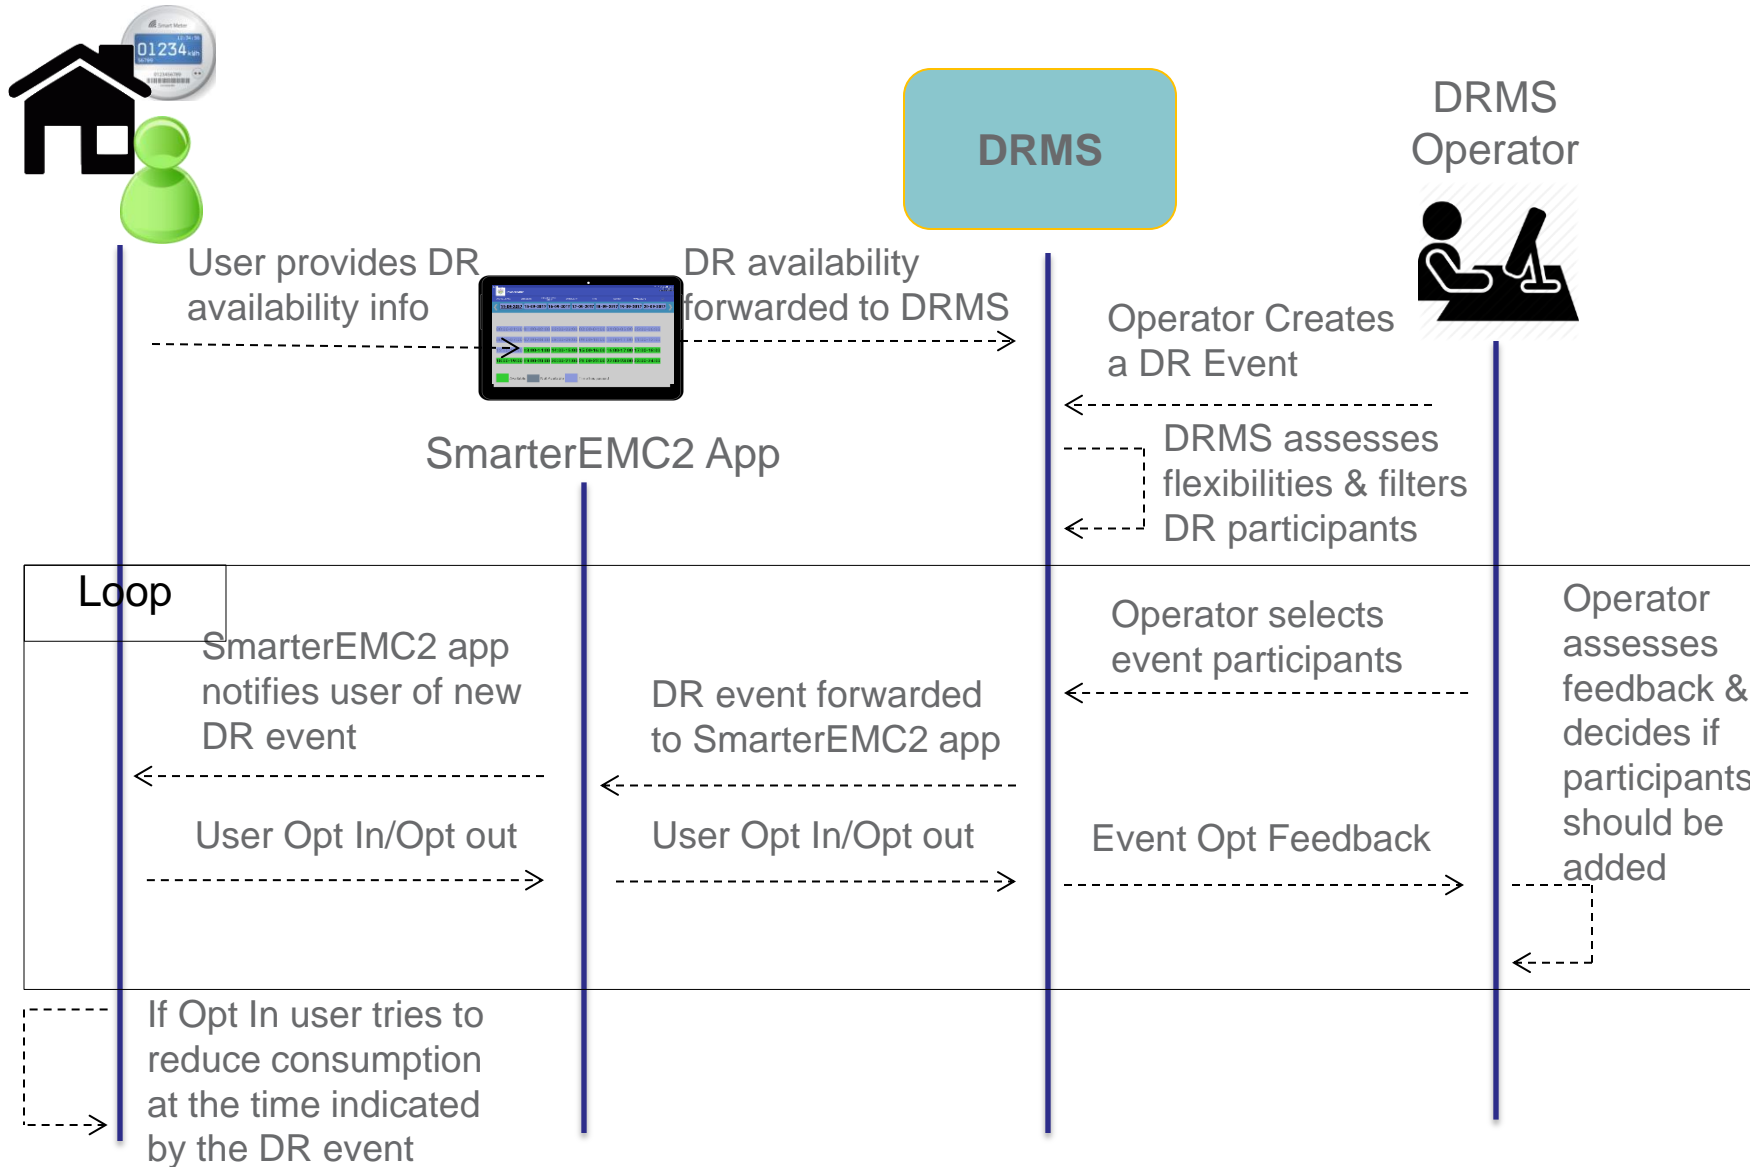 Smart Meter
01234 kWh
DRMS
DRMS
Operator
User provides DR
availability info
DR availability
forwarded to DRMS
Operator Creates
a DR Event
SmarterEMC2 App
DRMS assesses
flexibilities & filters
DR participants
Loop
Operator selects
event participants
Operator
assesses
feedback &
decides if
participants
should be
added
SmarterEMC2 app
notifies user of new
DR event
DR event forwarded
to SmarterEMC2 app
User Opt In/Opt out
User Opt In/Opt out
Event Opt Feedback
If Opt In user tries to
reduce consumption
at the time indicated
by the DR event